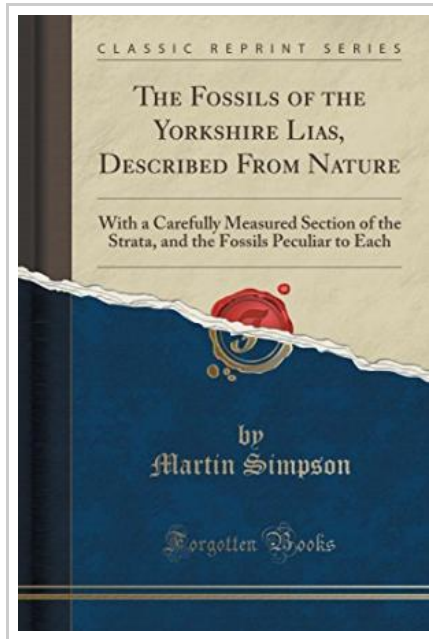 CLASSIC REPRINT SERIES
THE FOSSILS OF THE
YORKSHIRE LIAS,
DESCRIBED FROM NATURE
With a Carefully Measured Section of the
Strata, and the Fossils Peculiar to Each
by
Martin Simpson
Forgotten Books